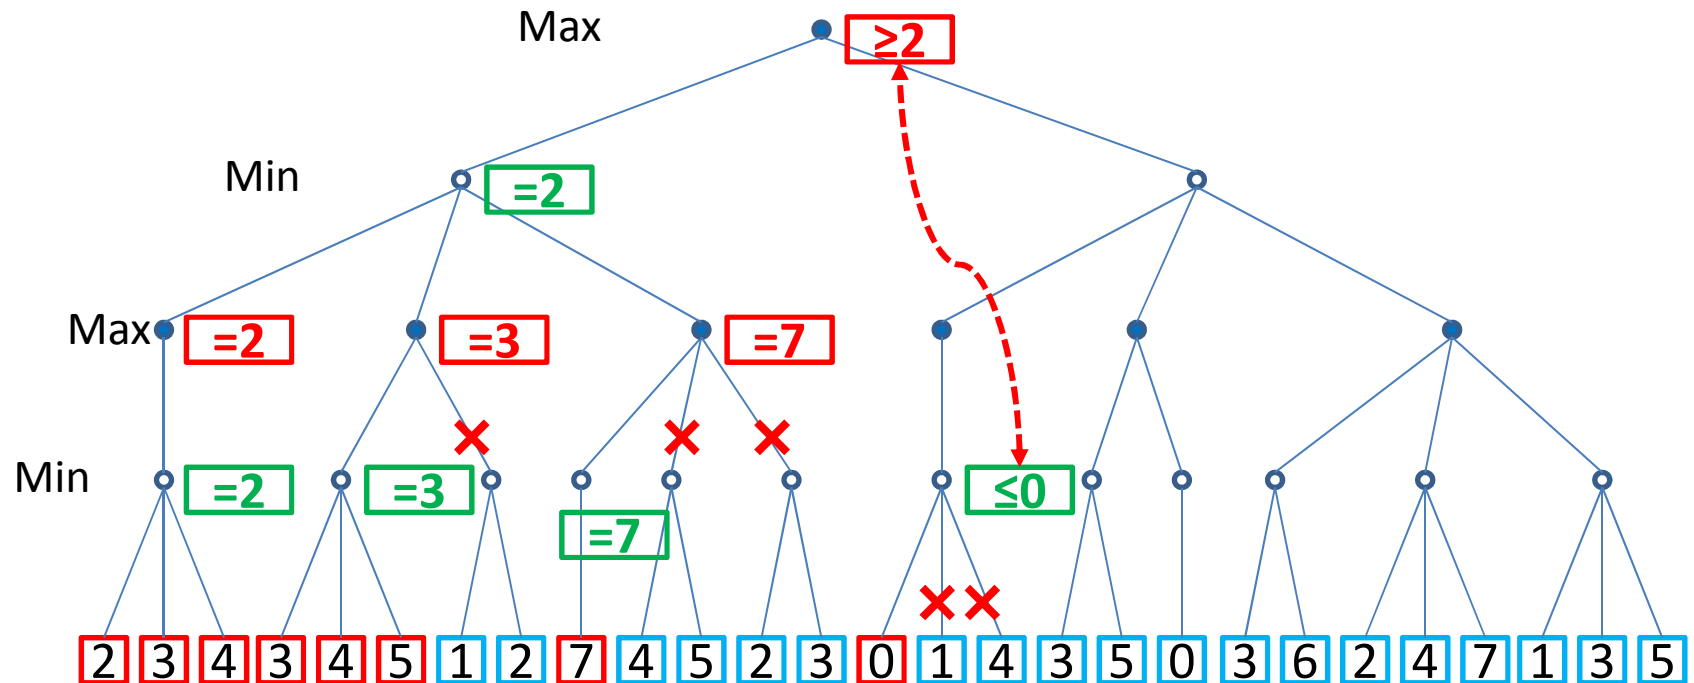 Max ≥2
Min =2
Max =2 =3 =7
Min =2 =3 =7 ≤0
2 3 4 3 4 5 1 2 7 4 5 2 3 0 1 4 3 5 0 3 6 2 4 7 1 3 5